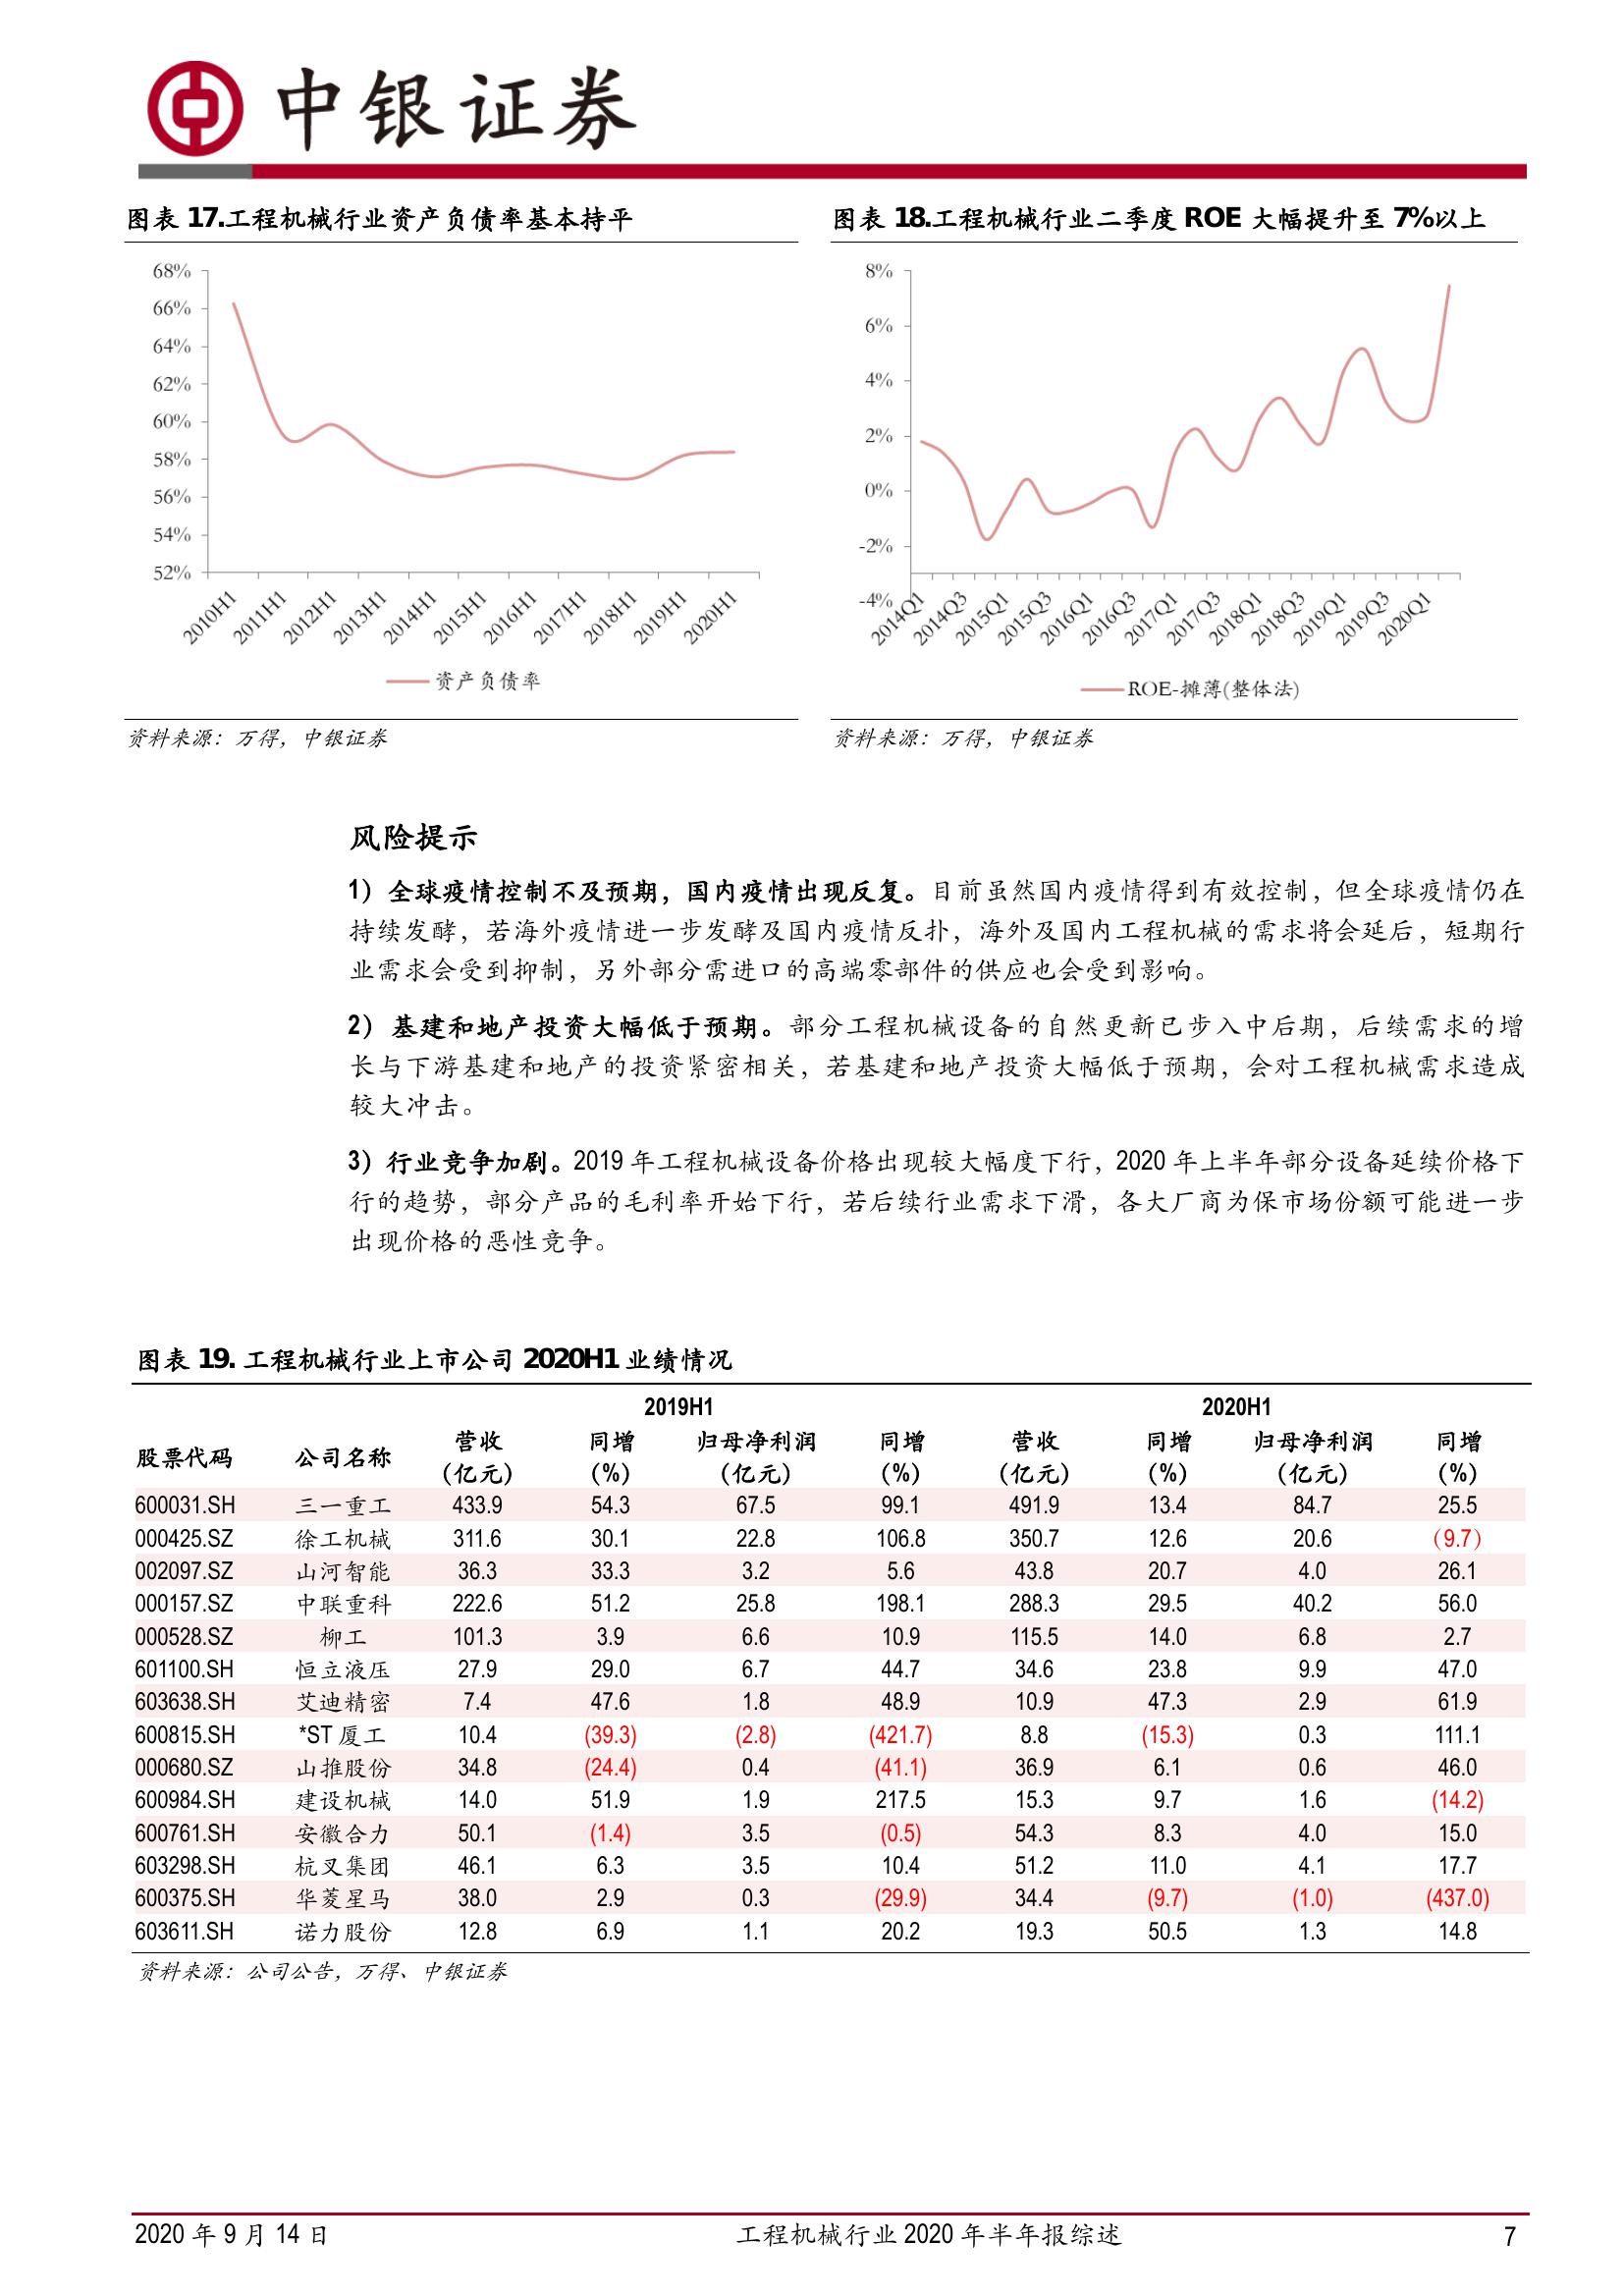 中银证券
图表 17.工程机械行业资产负债率基本持平
68%
66%
64%
62%
60%
58%
56%
54%
52%
2010H1
2011H1
2012H1
2013H1
2014H1
2015H1
2016H1
2017H1
2018H1
2019H1
2020H1
资产负债率
资料来源：万得，中银证券
图表 18.工程机械行业二季度 ROE 大幅提升至 7%以上
8%
6%
4%
2%
0%
-2%
-4%
2014Q1
2014Q3
2015Q1
2015Q3
2016Q1
2016Q3
2017Q1
2017Q3
2018Q1
2018Q3
2019Q1
2019Q3
2020Q1
ROE-摊薄(整体法)
资料来源：万得，中银证券
风险提示
1）全球疫情控制不及预期，国内疫情出现反复。目前虽然国内疫情得到有效控制，但全球疫情仍在
持续发酵，若海外疫情进一步发酵及国内疫情反扑，海外及国内工程机械的需求将会延后，短期行
业需求会受到抑制，另外部分需进口的高端零部件的供应也会受到影响。
2）基建和地产投资大幅低于预期。部分工程机械设备的自然更新已步入中后期，后续需求的增
长与下游基建和地产的投资紧密相关，若基建和地产投资大幅低于预期，会对工程机械需求造成
较大冲击。
3）行业竞争加剧。2019 年工程机械设备价格出现较大幅度下行，2020 年上半年部分设备延续价格下
行的趋势，部分产品的毛利率开始下行，若后续行业需求下滑，各大厂商为保市场份额可能进一步
出现价格的恶性竞争。
图表 19. 工程机械行业上市公司 2020H1 业绩情况
2019H1 2020H1
股票代码 公司名称 营收 同增 归母净利润 同增 营收 同增 归母净利润 同增
(亿元) (%) (亿元) (%) (亿元) (%) (亿元) (%)
600031.SH 三一重工 433.9 54.3 67.5 99.1 491.9 13.4 84.7 25.5
000425.SZ 徐工机械 311.6 30.1 22.8 106.8 350.7 12.6 20.6 （9.7）
002097.SZ 山河智能 36.3 33.3 3.2 5.6 43.8 20.7 4.0 26.1
000157.SZ 中联重科 222.6 51.2 25.8 198.1 288.3 29.5 40.2 56.0
000528.SZ 柳工 101.3 3.9 6.6 10.9 115.5 14.0 6.8 2.7
601100.SH 恒立液压 27.9 29.0 6.7 44.7 34.6 23.8 9.9 47.0
603638.SH 艾迪精密 7.4 47.6 1.8 48.9 10.9 47.3 2.9 61.9
600815.SH *ST 厦工 10.4 (39.3) (2.8) (421.7) 8.8 (15.3) 0.3 111.1
000680.SZ 山推股份 34.8 (24.4) 0.4 (41.1) 36.9 6.1 0.6 46.0
600984.SH 建设机械 14.0 51.9 1.9 217.5 15.3 9.7 1.6 (14.2)
600761.SH 安徽合力 50.1 (1.4) 3.5 (0.5) 54.3 8.3 4.0 15.0
603298.SH 杭叉集团 46.1 6.3 3.5 10.4 51.2 11.0 4.1 17.7
600375.SH 华菱星马 38.0 2.9 0.3 (29.9) 34.4 (9.7) (1.0) (437.0)
603611.SH 诺力股份 12.8 6.9 1.1 20.2 19.3 50.5 1.3 14.8
资料来源：公司公告，万得、中银证券
2020 年 9 月 14 日 工程机械行业 2020 年半年报综述 7